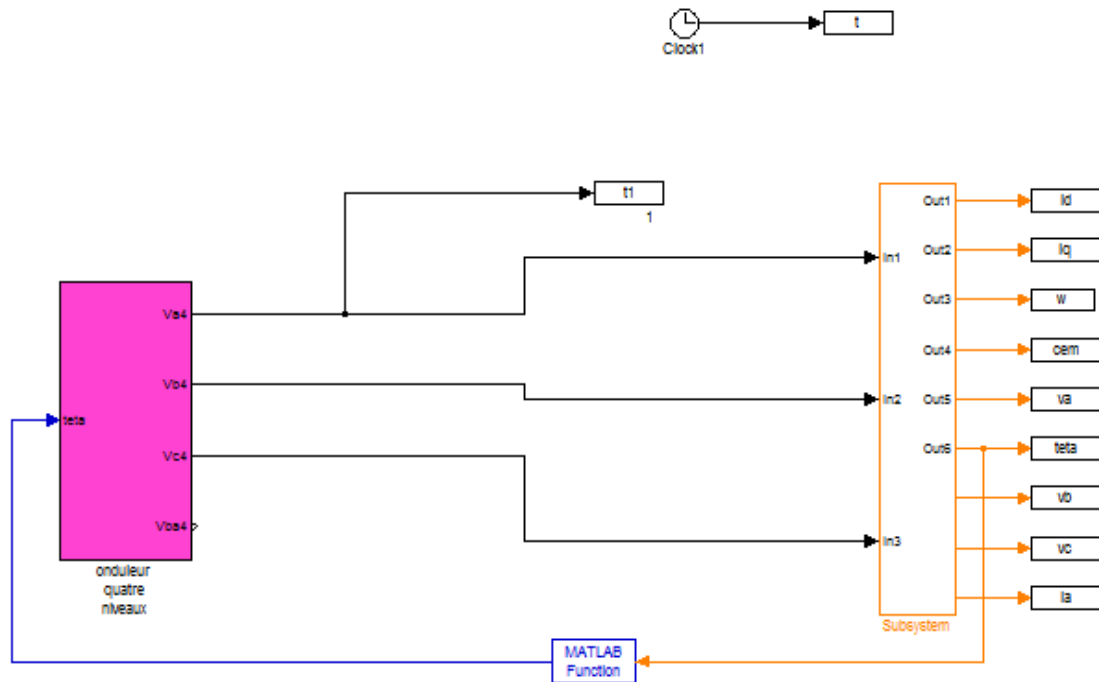 Clock1
t
t1
1
Va4
Vb4
teta
Vc4
Vba4
onduleur
quatre
niveaux
In1
In2
In3
Out1
Out2
Out3
Out4
Out5
Out6
Subsystem
id
iq
w
cem
va
teta
vb
vc
ia
MATLAB
Function